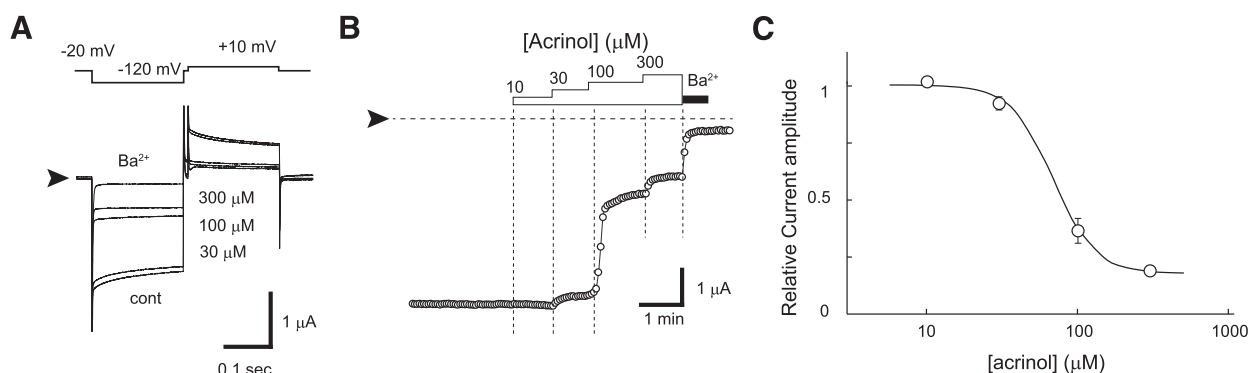 A
-20 mV
-120 mV
+10 mV
Ba²⁺
300 μM
100 μM
30 μM
cont
1 μA
0.1 sec
B
[Acrinol] (μM)
10
30
100
300
Ba²⁺
1 μA
1 min
C
Relative Current amplitude
1
0.5
0
10
100
1000
[acrinol] (μM)